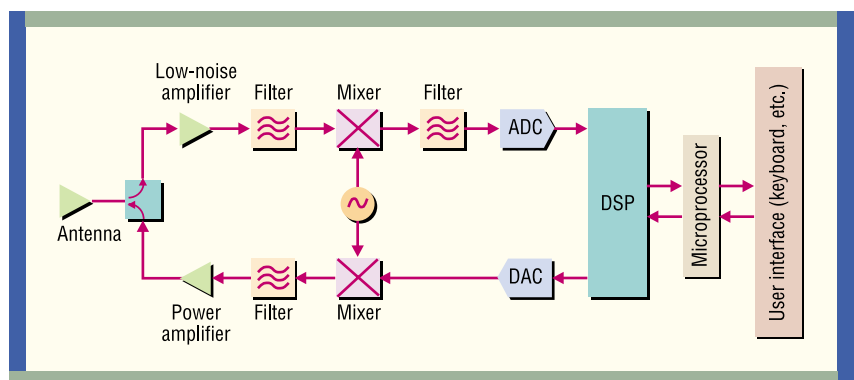 Low-noise
amplifier
Filter
Mixer
Filter
ADC
Antenna
DSP
Microprocessor
User interface (keyboard, etc.)
DAC
Power
amplifier
Filter
Mixer